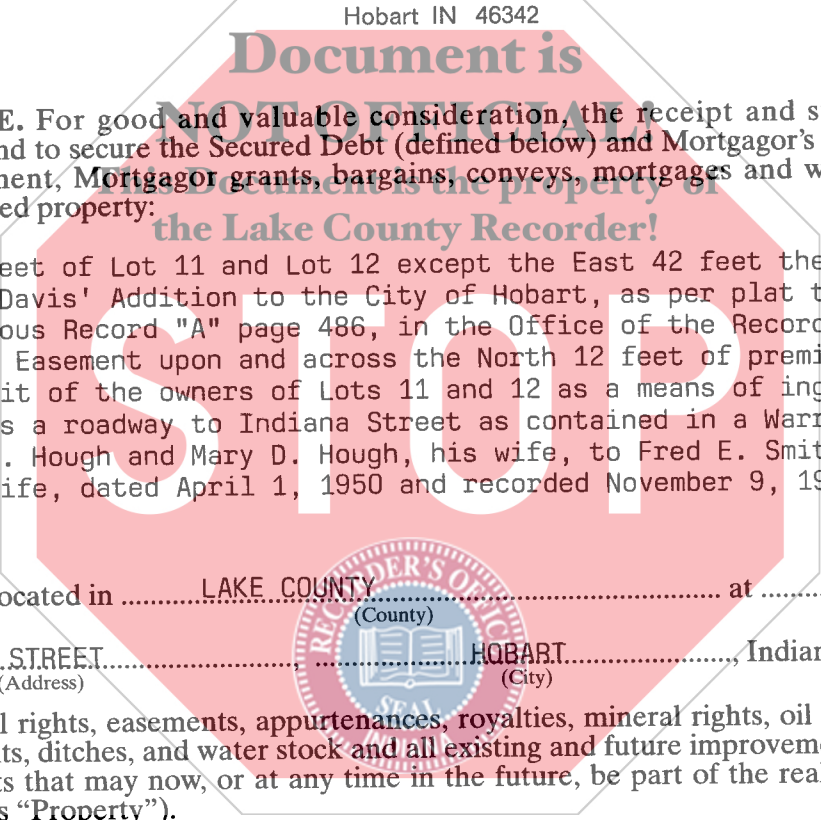 Hobart IN 46342
Document is
NOT OFFICIAL!
E. For good and valuable consideration, the receipt and s
nd to secure the Secured Debt (defined below) and Mortgagor's
This Document is the property of
nent, Mortgagor grants, bargains, conveys, mortgages and w
ed property:
the Lake County Recorder!
eet of Lot 11 and Lot 12 except the East 42 feet the
Davis' Addition to the City of Hobart, as per plat t
ous Record "A" page 486, in the Office of the Recor
Easement upon and across the North 12 feet of premi
it of the owners of Lots 11 and 12 as a means of ing
s a roadway to Indiana Street as contained in a Warr
. Hough and Mary D. Hough, his wife, to Fred E. Smit
ife, dated April 1, 1950 and recorded November 9, 19
STOP
ocated in LAKE COUNTY at
(County)
RECORDER'S OFFIC
STREET, HOBART, Indian
(Address) (City)
SEAL
l rights, easements, appurtenances, royalties, mineral rights, oil
ts, ditches, and water stock and all existing and future improveme
ts that may now, or at any time in the future, be part of the real
s "Property").